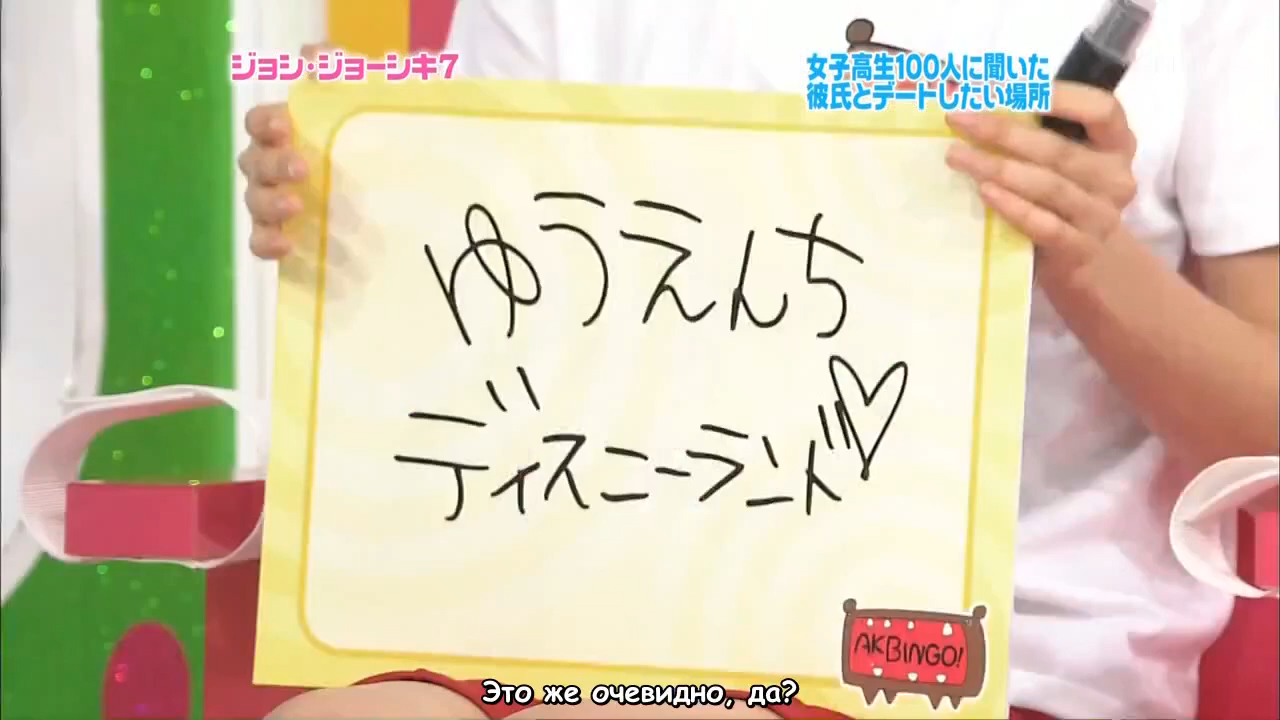 ジョシ・ジョーシキ7
女子高生100人に聞いた
彼氏とデートしたい場所
ゆうえんち
ディズニーランド♡
AKBINGO!
Это же очевидно, да?